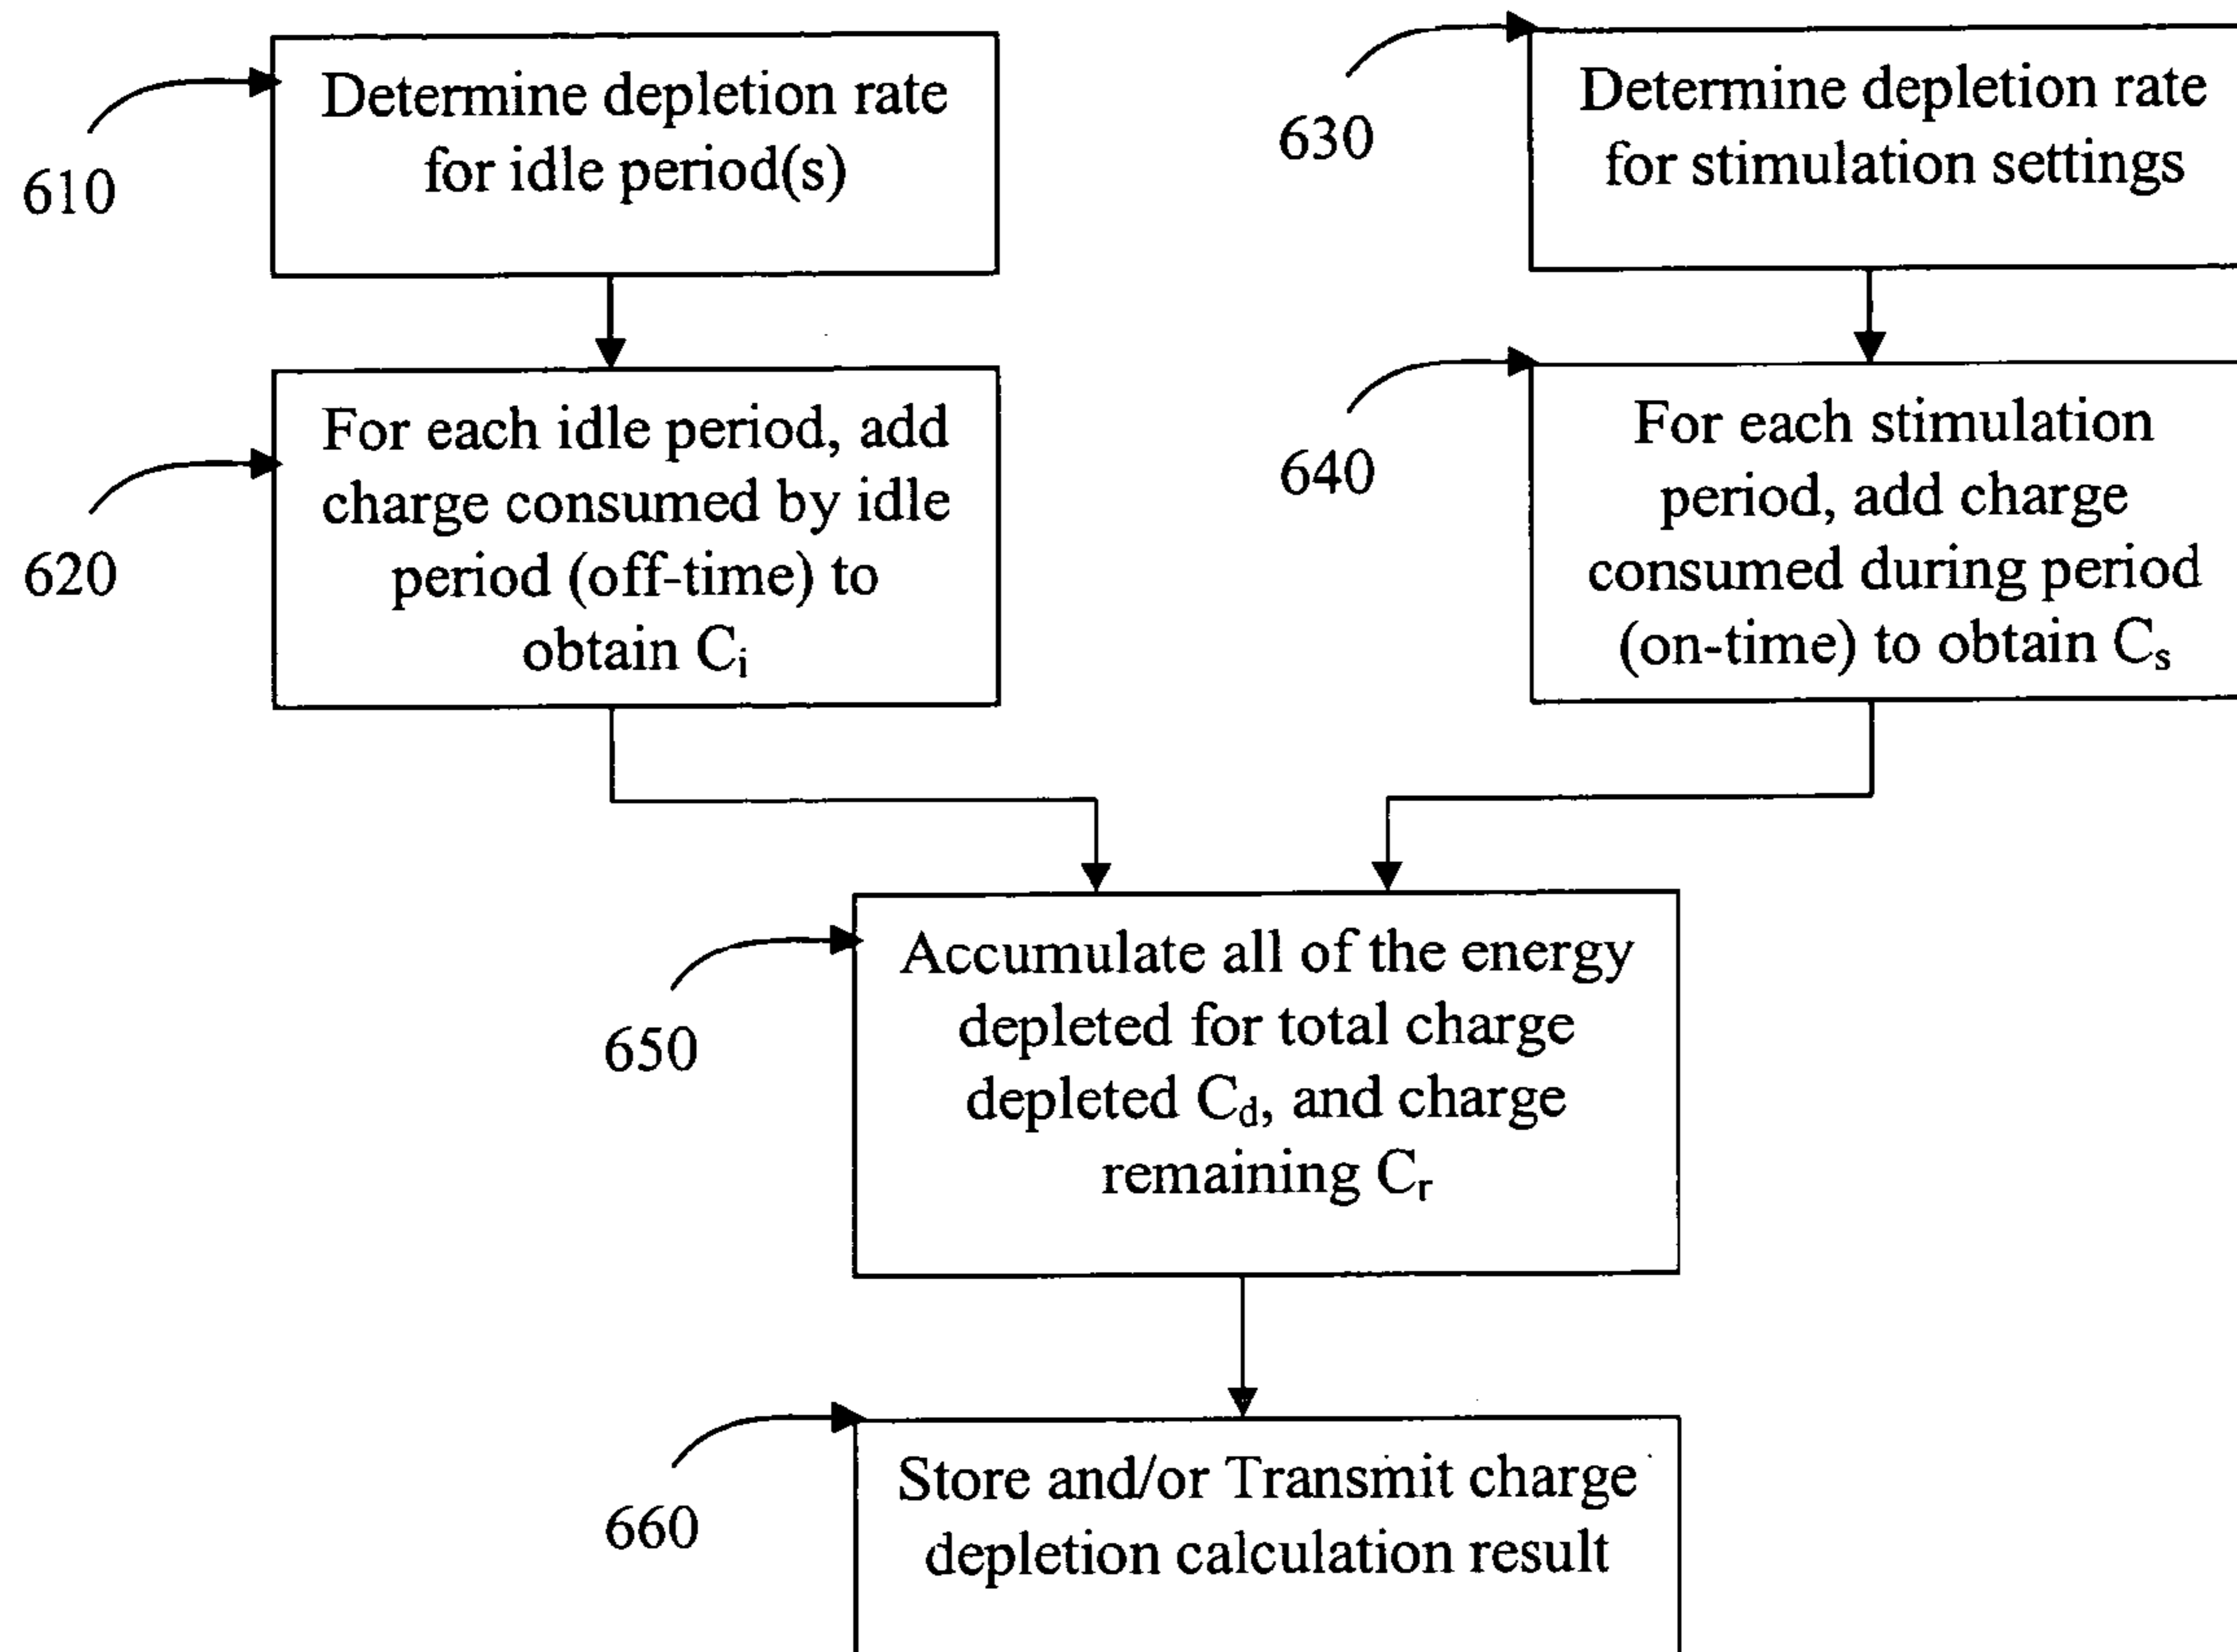 Determine depletion rate
for idle period(s)
610
For each idle period, add
charge consumed by idle
period (off-time) to
obtain Ci
620
Determine depletion rate
for stimulation settings
630
For each stimulation
period, add charge
consumed during period
(on-time) to obtain Cs
640
Accumulate all of the energy
depleted for total charge
depleted Cd, and charge
remaining Cr
650
Store and/or Transmit charge
depletion calculation result
660